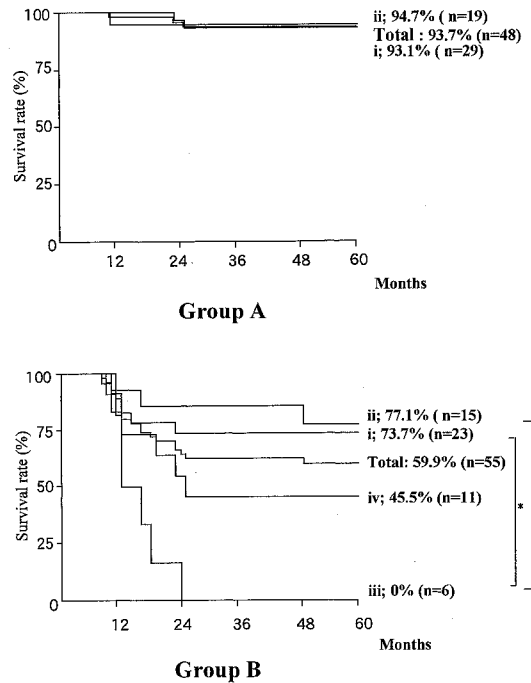 Survival rate (%)
100
75
50
25
0
12 24 36 48 60
Months
ii; 94.7% ( n=19)
Total : 93.7% (n=48)
i; 93.1% (n=29)
Group A
Survival rate (%)
100
75
50
25
0
12 24 36 48 60
Months
ii; 77.1% ( n=15)
i; 73.7% (n=23)
Total: 59.9% (n=55)
iv; 45.5% (n=11)
iii; 0% (n=6)
*
Group B